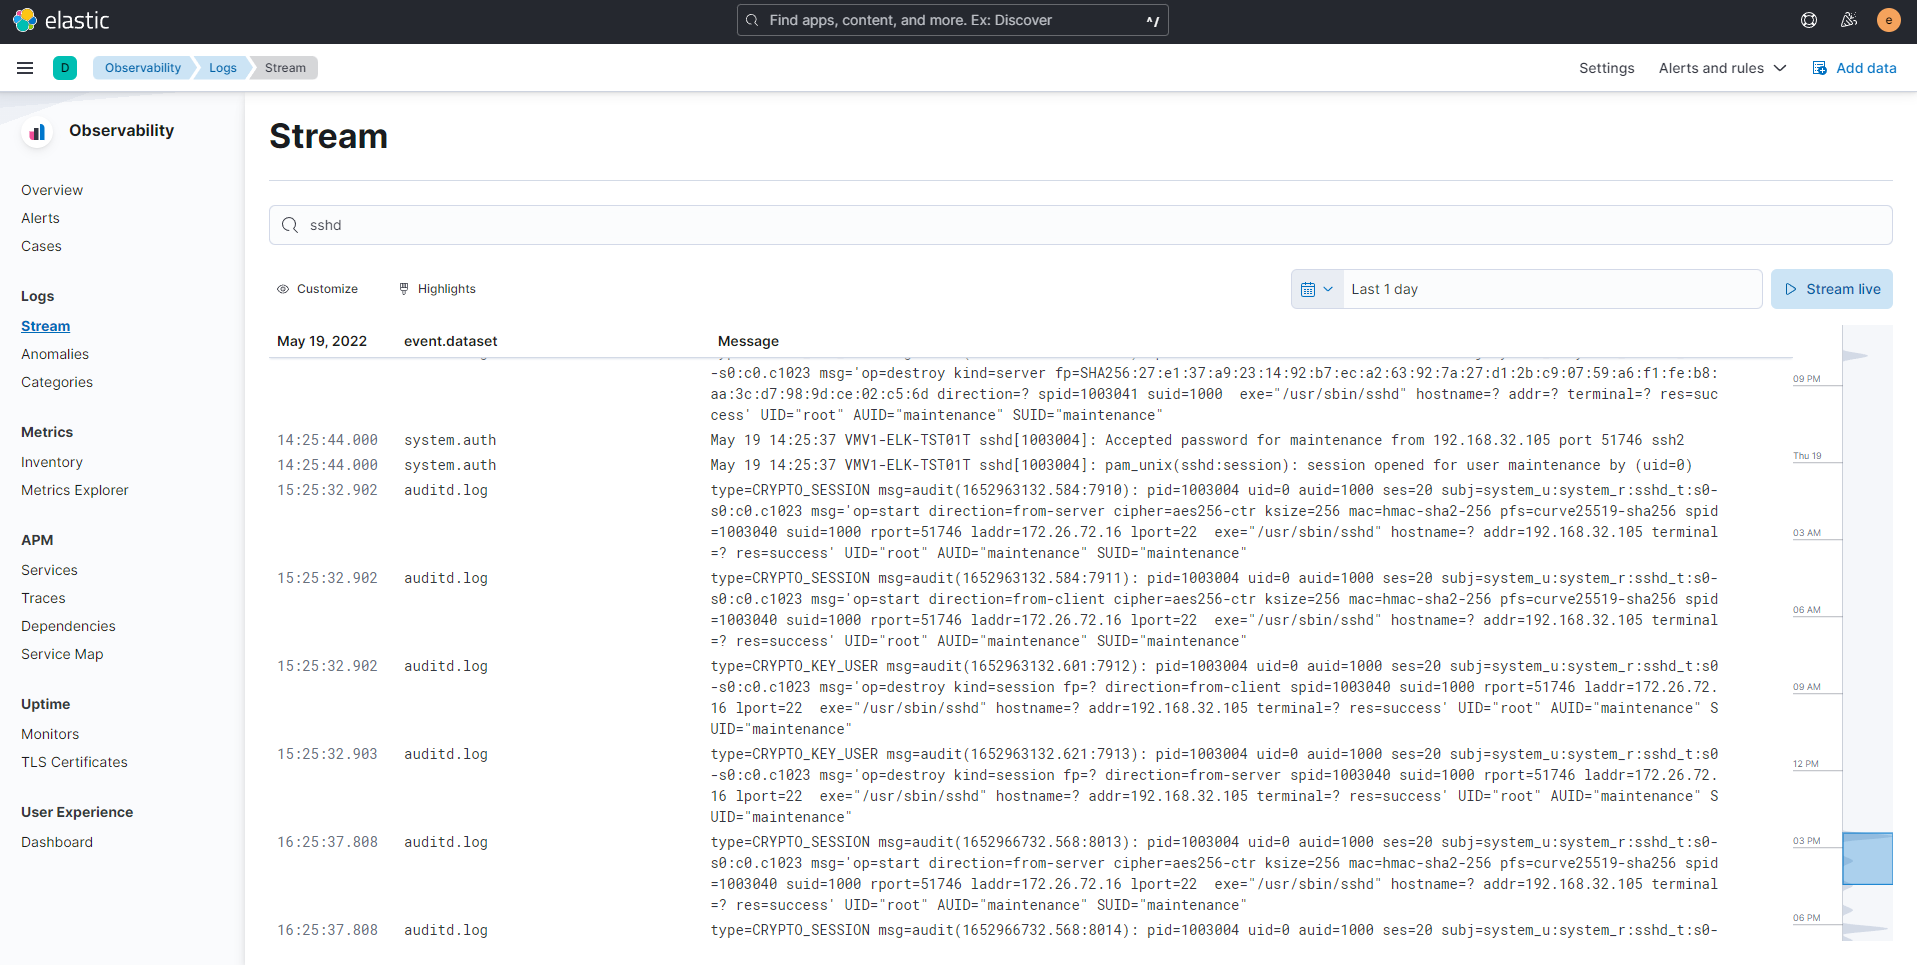 elastic
Find apps, content, and more. Ex: Discover
^/
e
D
Observability
Logs
Stream
Settings
Alerts and rules
Add data
Observability
Overview
Alerts
Cases
Logs
Stream
Anomalies
Categories
Metrics
Inventory
Metrics Explorer
APM
Services
Traces
Dependencies
Service Map
Uptime
Monitors
TLS Certificates
User Experience
Dashboard
Stream
sshd
Customize
Highlights
Last 1 day
Stream live
May 19, 2022 event.dataset Message
-s0:c0.c1023 msg='op=destroy kind=server fp=SHA256:27:e1:37:a9:23:14:92:b7:ec:a2:63:92:7a:27:d1:2b:c9:07:59:a6:f1:fe:b8:
aa:3c:d7:98:9d:ce:02:c5:6d direction=? spid=1003041 suid=1000  exe="/usr/sbin/sshd" hostname=? addr=? terminal=? res=suc
cess' UID="root" AUID="maintenance" SUID="maintenance"
14:25:44.000 system.auth May 19 14:25:37 VMV1-ELK-TST01T sshd[1003004]: Accepted password for maintenance from 192.168.32.105 port 51746 ssh2
14:25:44.000 system.auth May 19 14:25:37 VMV1-ELK-TST01T sshd[1003004]: pam_unix(sshd:session): session opened for user maintenance by (uid=0)
15:25:32.902 auditd.log type=CRYPTO_SESSION msg=audit(1652963132.584:7910): pid=1003004 uid=0 auid=1000 ses=20 subj=system_u:system_r:sshd_t:s0-
s0:c0.c1023 msg='op=start direction=from-server cipher=aes256-ctr ksize=256 mac=hmac-sha2-256 pfs=curve25519-sha256 spid
=1003040 suid=1000 rport=51746 laddr=172.26.72.16 lport=22  exe="/usr/sbin/sshd" hostname=? addr=192.168.32.105 terminal
=? res=success' UID="root" AUID="maintenance" SUID="maintenance"
15:25:32.902 auditd.log type=CRYPTO_SESSION msg=audit(1652963132.584:7911): pid=1003004 uid=0 auid=1000 ses=20 subj=system_u:system_r:sshd_t:s0-
s0:c0.c1023 msg='op=start direction=from-client cipher=aes256-ctr ksize=256 mac=hmac-sha2-256 pfs=curve25519-sha256 spid
=1003040 suid=1000 rport=51746 laddr=172.26.72.16 lport=22  exe="/usr/sbin/sshd" hostname=? addr=192.168.32.105 terminal
=? res=success' UID="root" AUID="maintenance" SUID="maintenance"
15:25:32.902 auditd.log type=CRYPTO_KEY_USER msg=audit(1652963132.601:7912): pid=1003004 uid=0 auid=1000 ses=20 subj=system_u:system_r:sshd_t:s0
-s0:c0.c1023 msg='op=destroy kind=session fp=? direction=from-client spid=1003040 suid=1000 rport=51746 laddr=172.26.72.
16 lport=22  exe="/usr/sbin/sshd" hostname=? addr=192.168.32.105 terminal=? res=success' UID="root" AUID="maintenance" S
UID="maintenance"
15:25:32.903 auditd.log type=CRYPTO_KEY_USER msg=audit(1652963132.621:7913): pid=1003004 uid=0 auid=1000 ses=20 subj=system_u:system_r:sshd_t:s0
-s0:c0.c1023 msg='op=destroy kind=session fp=? direction=from-server spid=1003040 suid=1000 rport=51746 laddr=172.26.72.
16 lport=22  exe="/usr/sbin/sshd" hostname=? addr=192.168.32.105 terminal=? res=success' UID="root" AUID="maintenance" S
UID="maintenance"
16:25:37.808 auditd.log type=CRYPTO_SESSION msg=audit(1652966732.568:8013): pid=1003004 uid=0 auid=1000 ses=20 subj=system_u:system_r:sshd_t:s0-
s0:c0.c1023 msg='op=start direction=from-server cipher=aes256-ctr ksize=256 mac=hmac-sha2-256 pfs=curve25519-sha256 spid
=1003040 suid=1000 rport=51746 laddr=172.26.72.16 lport=22  exe="/usr/sbin/sshd" hostname=? addr=192.168.32.105 terminal
=? res=success' UID="root" AUID="maintenance" SUID="maintenance"
16:25:37.808 auditd.log type=CRYPTO_SESSION msg=audit(1652966732.568:8014): pid=1003004 uid=0 auid=1000 ses=20 subj=system_u:system_r:sshd_t:s0-
09 PM
Thu 19
03 AM
06 AM
09 AM
12 PM
03 PM
06 PM